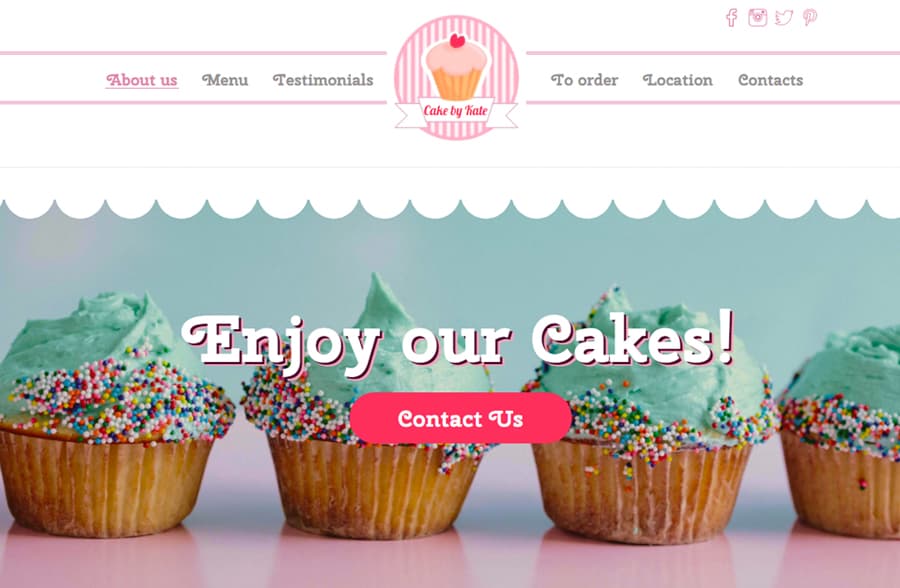 About us Menu Testimonials To order Location Contacts
Cake by Kate
Enjoy our Cakes!
Contact Us